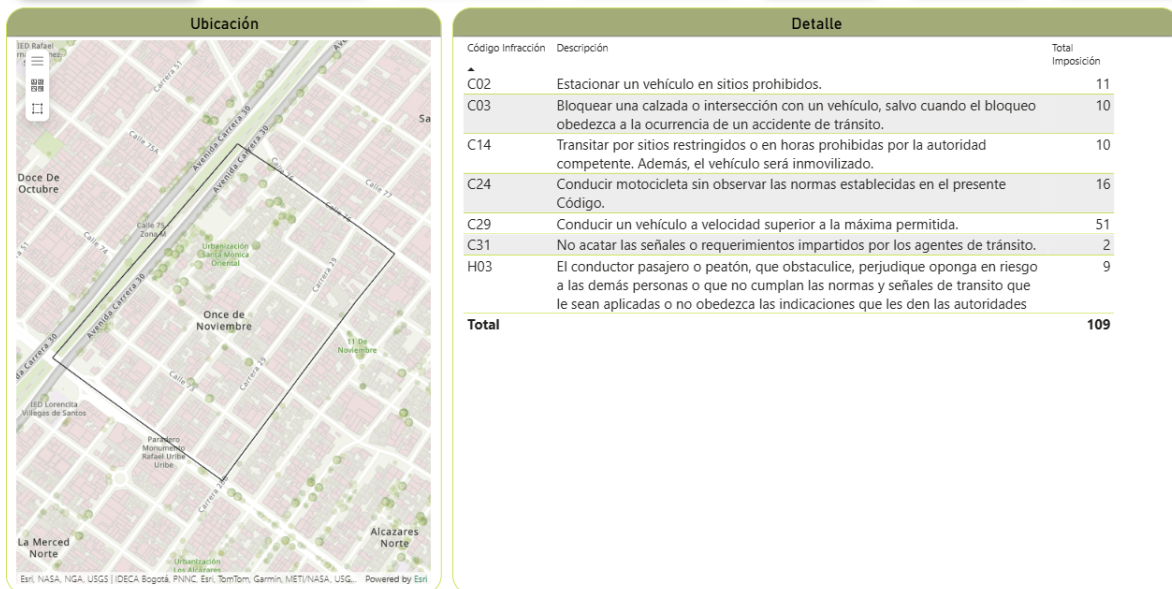 Ubicación
IED Rafael
Carrera 51
Avenida Carrera 30
Avenida Carrera 30
Calle 75A
Sa
Doce De
Octubre
Calle 76
Calle 77
Calle 76
Calle 75
Zona M
Calle 74
Urbanización
Santa Mónica
Oriental
Carrera 29
Avenida Carrera 30
Once de
Noviembre
11 De
Noviembre
Calle 73
Carrera 29
IED Lorencita
Villegas de Santos
Paradero
Monumento
Rafael Uribe
Uribe
La Merced
Norte
Alcazares
Norte
Urbanización
Los Alcázares
Esri, NASA, NGA, USGS | IDECA Bogotá, PNNC, Esri, TomTom, Garmin, METI/NASA, USG... Powered by Esri
Detalle
Código Infracción Descripción Total
Imposición
C02 Estacionar un vehículo en sitios prohibidos. 11
C03 Bloquear una calzada o intersección con un vehículo, salvo cuando el bloqueo 10
obedezca a la ocurrencia de un accidente de tránsito.
C14 Transitar por sitios restringidos o en horas prohibidas por la autoridad 10
competente. Además, el vehículo será inmovilizado.
C24 Conducir motocicleta sin observar las normas establecidas en el presente 16
Código.
C29 Conducir un vehículo a velocidad superior a la máxima permitida. 51
C31 No acatar las señales o requerimientos impartidos por los agentes de tránsito. 2
H03 El conductor pasajero o peatón, que obstaculice, perjudique oponga en riesgo 9
a las demás personas o que no cumplan las normas y señales de transito que
le sean aplicadas o no obedezca las indicaciones que les den las autoridades
Total 109